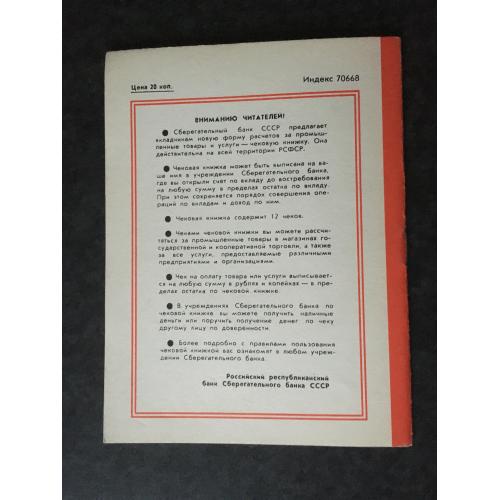 Цена 20 коп.
Индекс 70668
ВНИМАНИЮ ЧИТАТЕЛЕЙ!
● Сберегательный банк СССР предлагает
вкладчикам новую форму расчетов за промыш-
ленные товары и услуги — чековую книжку. Она
действительна на всей территории РСФСР.
● Чековая книжка может быть выписана на ва-
ше имя в учреждении Сберегательного банка,
где вы открыли счет по вкладу до востребования
на любую сумму в пределах остатка по вкладу.
При этом сохраняется порядок совершения опе-
раций по вкладам и доход по ним.
● Чековая книжка содержит 12 чеков.
● Чеками чековой книжки вы можете рассчи-
таться за промышленные товары в магазинах го-
сударственной и кооперативной торговли, а также
за все услуги, предоставляемые различными
предприятиями и организациями.
● Чек на оплату товара или услуги выписывает-
ся на любую сумму в рублях и копейках — в пре-
делах остатка по чековой книжке.
● В учреждениях Сберегательного банка по
чековой книжке вы можете получить наличные
деньги или поручить получение денег по чеку
другому лицу по доверенности.
● Более подробно с правилами пользования
чековой книжкой вас ознакомят в любом учреж-
дении Сберегательного банка.
Российский республиканский
банк Сберегательного банка СССР